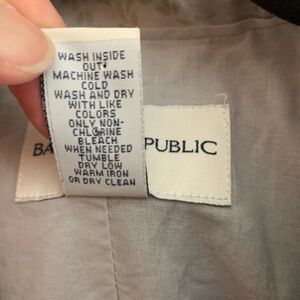 WASH INSIDE
OUT.
MACHINE WASH
COLD
WASH AND DRY
WITH LIKE
COLORS
ONLY NON-
CHLORINE
BLEACH
WHEN NEEDED
TUMBLE
DRY LOW
WARM IRON
OR DRY CLEAN
BA PUBLIC